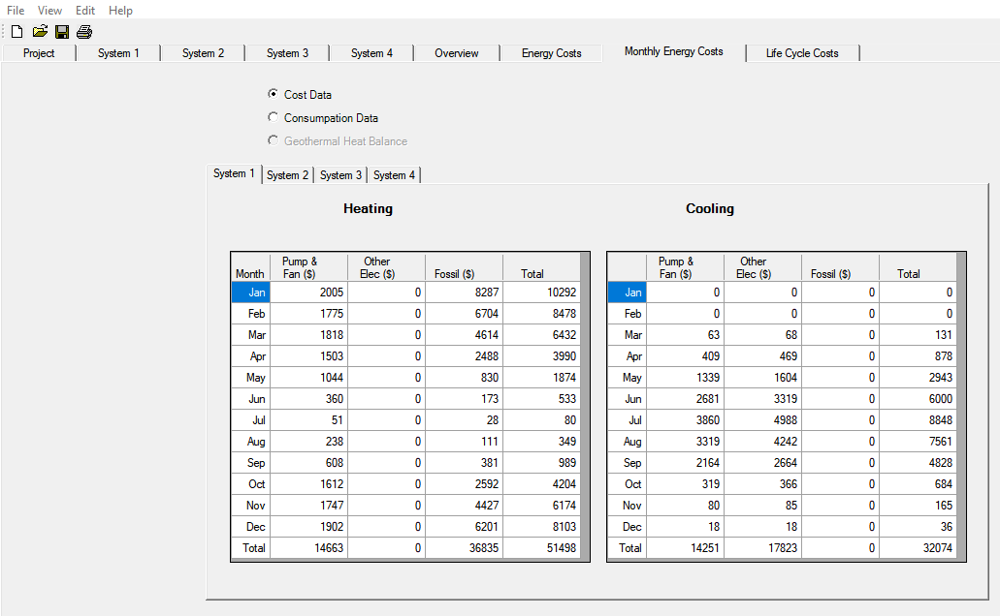 File View Edit Help
Project System 1 System 2 System 3 System 4 Overview Energy Costs Monthly Energy Costs Life Cycle Costs
Cost Data
Consumpation Data
Geothermal Heat Balance
System 1 System 2 System 3 System 4
Heating Cooling
Pump & Other Pump & Other
Month Fan ($) Elec ($) Fossil ($) Total Fan ($) Elec ($) Fossil ($) Total
Jan 2005 0 8287 10292 Jan 0 0 0 0
Feb 1775 0 6704 8478 Feb 0 0 0 0
Mar 1818 0 4614 6432 Mar 63 68 0 131
Apr 1503 0 2488 3990 Apr 409 469 0 878
May 1044 0 830 1874 May 1339 1604 0 2943
Jun 360 0 173 533 Jun 2681 3319 0 6000
Jul 51 0 28 80 Jul 3860 4988 0 8848
Aug 238 0 111 349 Aug 3319 4242 0 7561
Sep 608 0 381 989 Sep 2164 2664 0 4828
Oct 1612 0 2592 4204 Oct 319 366 0 684
Nov 1747 0 4427 6174 Nov 80 85 0 165
Dec 1902 0 6201 8103 Dec 18 18 0 36
Total 14663 0 36835 51498 Total 14251 17823 0 32074